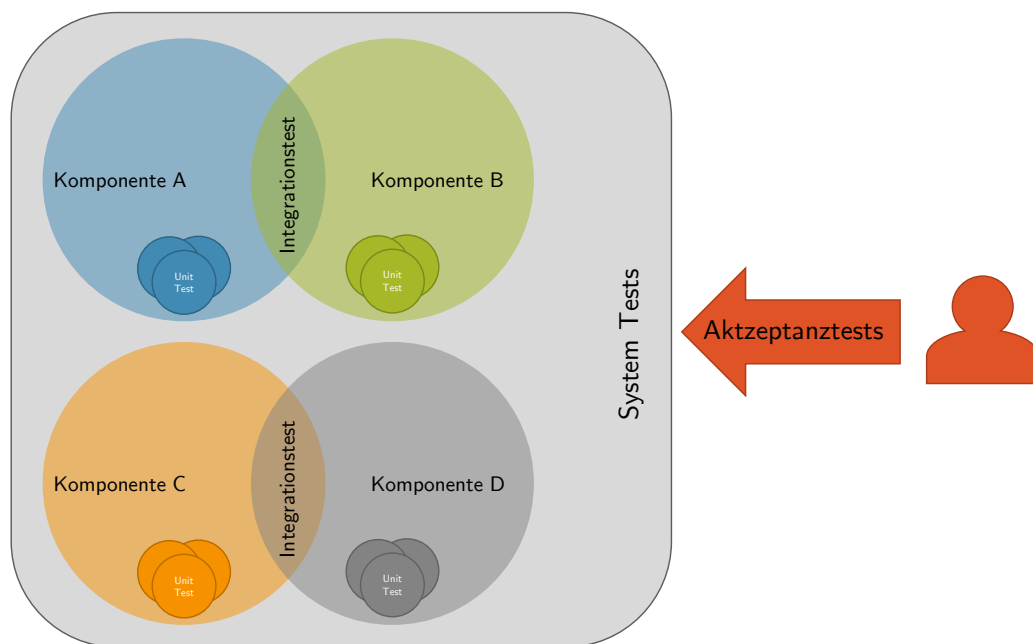 Komponente A
Integrationstest
Komponente B
Unit
Test
Unit
Test
System Tests
Aktzeptanztests
Komponente C
Integrationstest
Komponente D
Unit
Test
Unit
Test